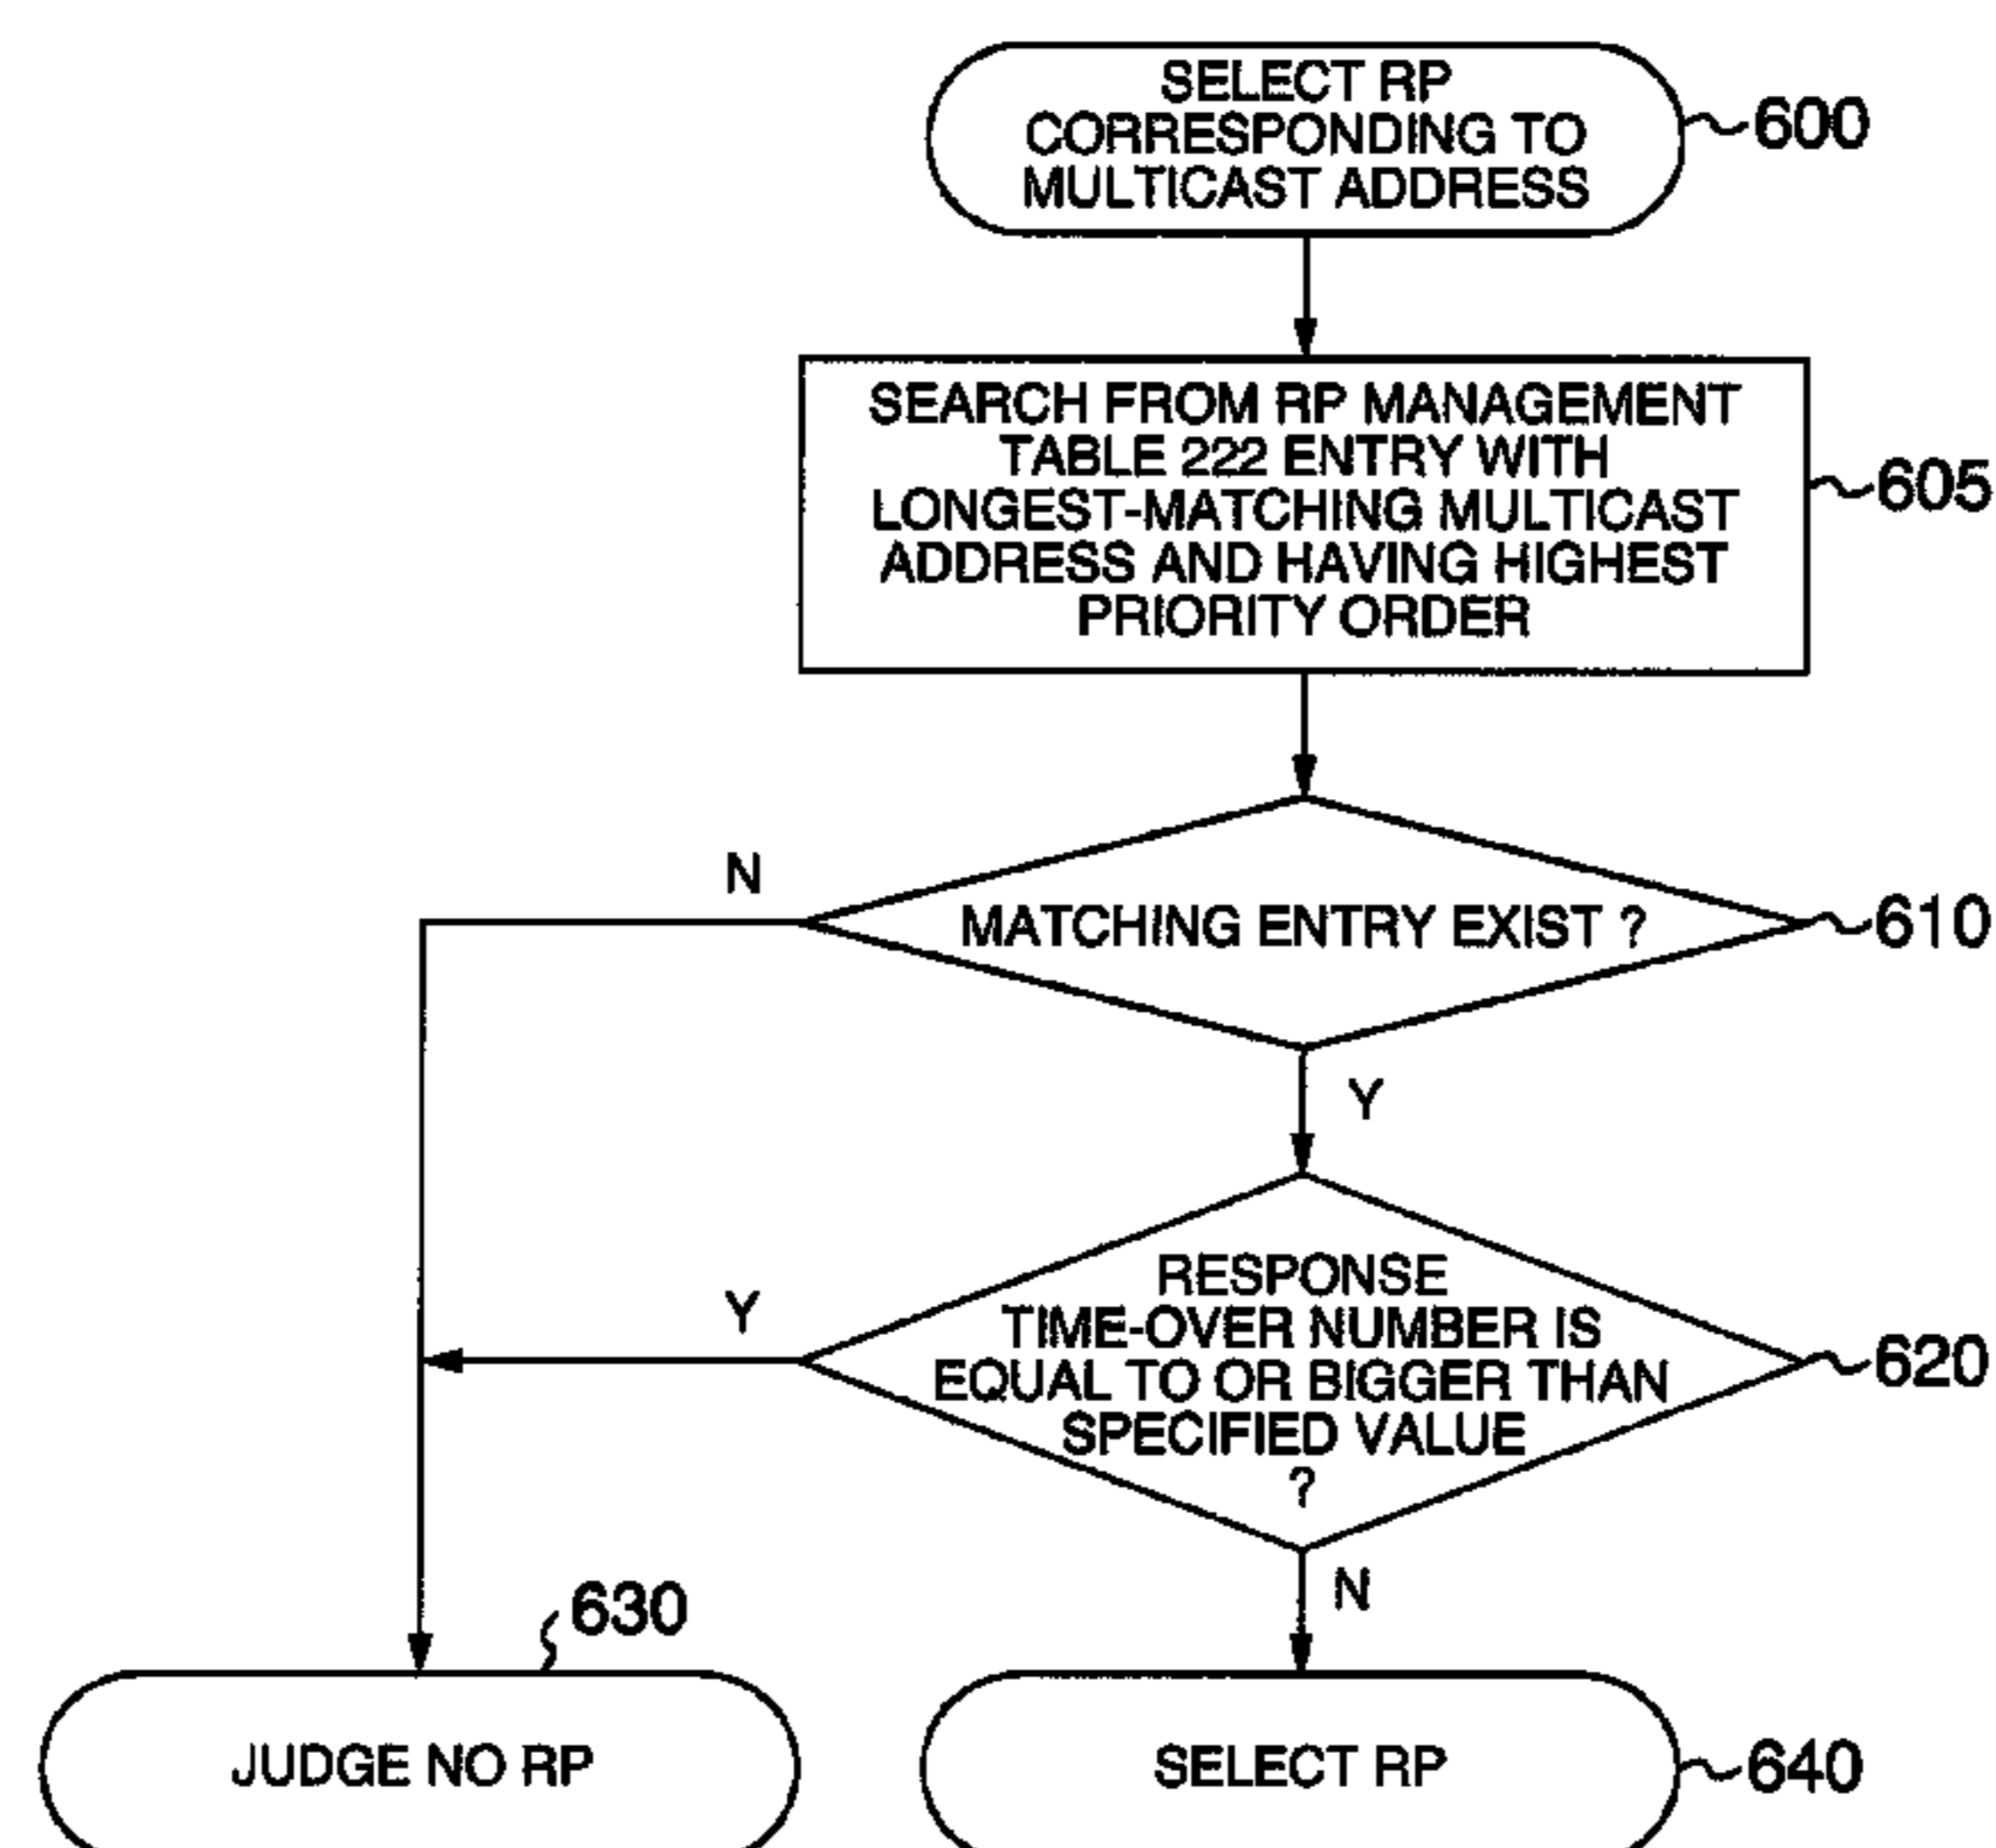 SELECT RP
CORRESPONDING TO
MULTICAST ADDRESS
600
SEARCH FROM RP MANAGEMENT
TABLE 222 ENTRY WITH
LONGEST-MATCHING MULTICAST
ADDRESS AND HAVING HIGHEST
PRIORITY ORDER
605
N
MATCHING ENTRY EXIST ?
610
Y
Y
RESPONSE
TIME-OVER NUMBER IS
EQUAL TO OR BIGGER THAN
SPECIFIED VALUE
?
620
N
630
JUDGE NO RP
SELECT RP
640